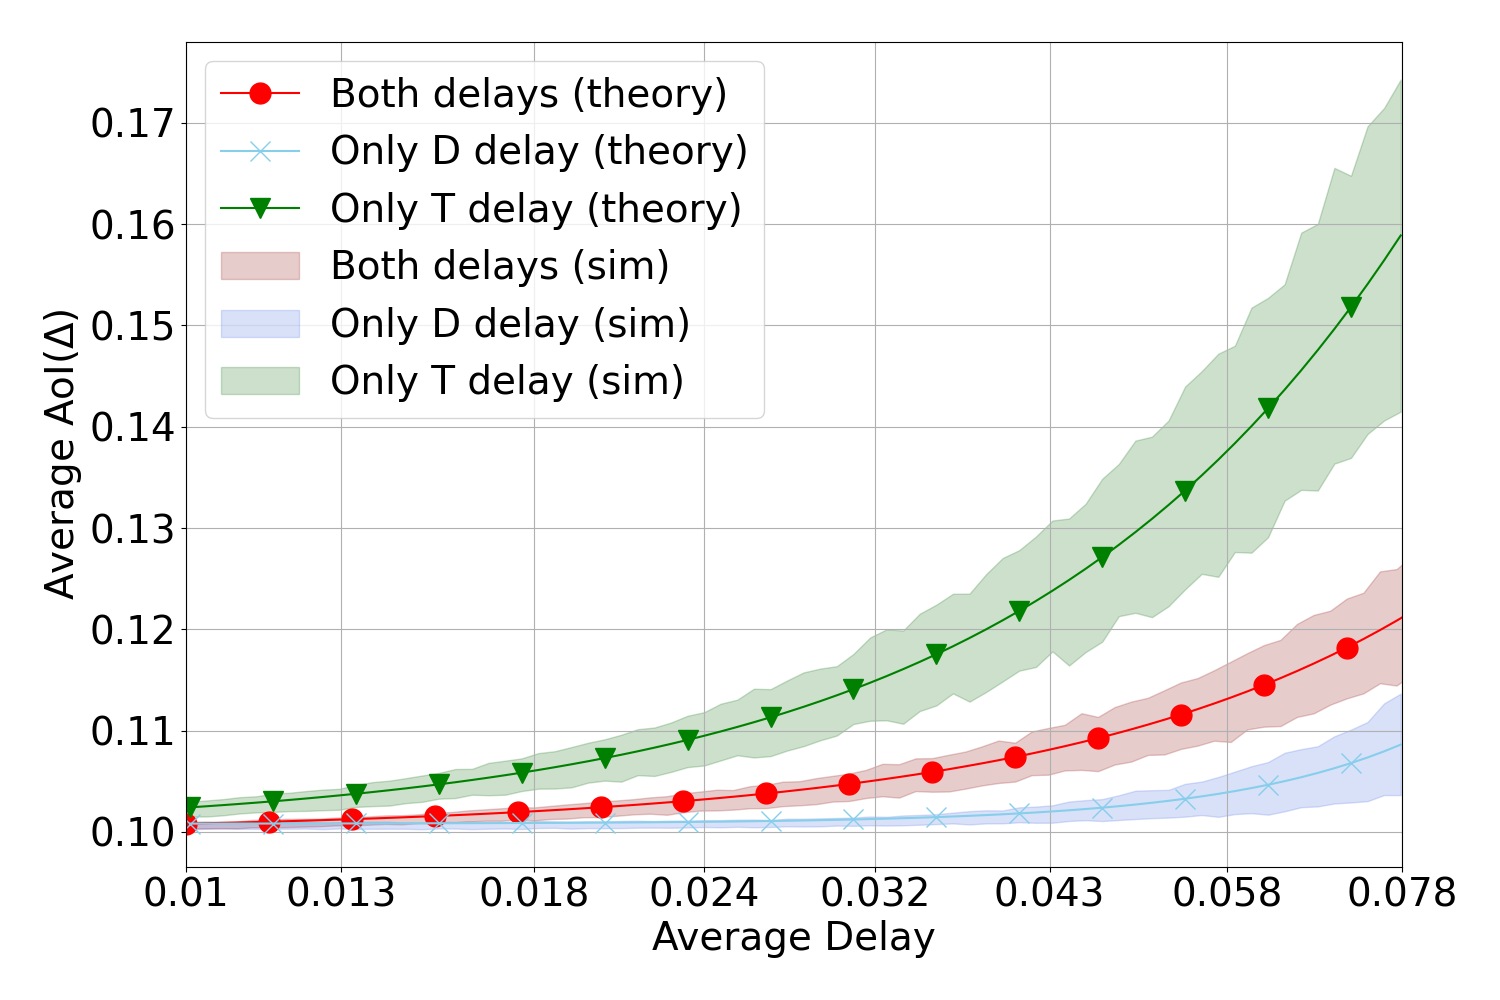 Both delays (theory)
Only D delay (theory)
Only T delay (theory)
Both delays (sim)
Only D delay (sim)
Only T delay (sim)
0.17
0.16
0.15
0.14
0.13
0.12
0.11
0.10
Average AoI(Δ)
0.01 0.013 0.018 0.024 0.032 0.043 0.058 0.078
Average Delay